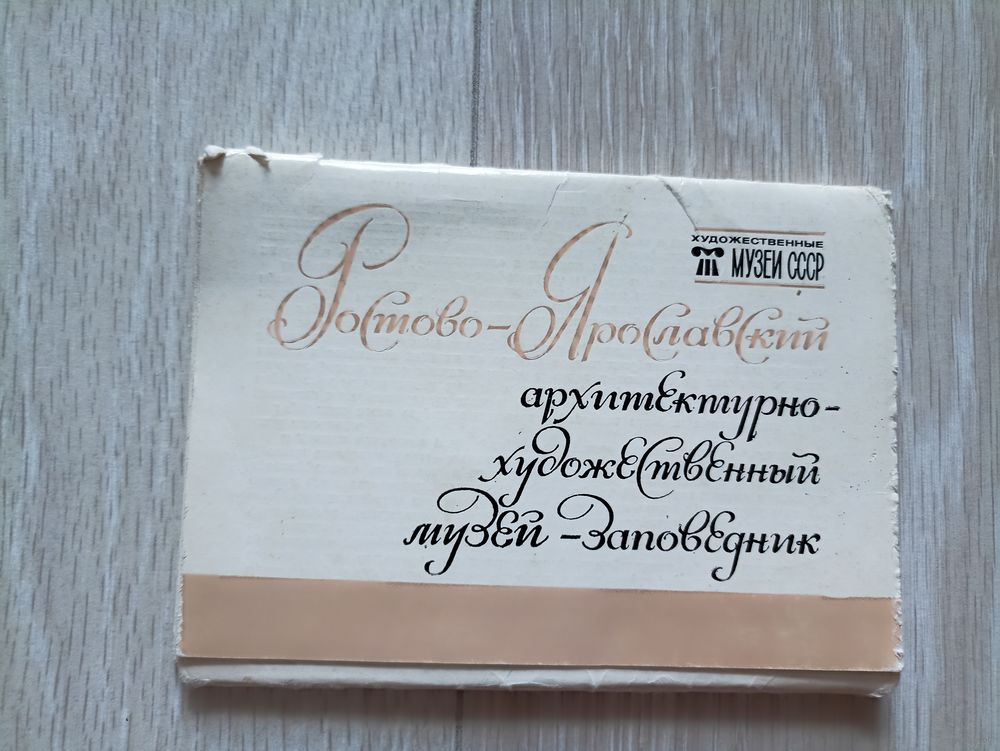 ХУДОЖЕСТВЕННЫЕ
МУЗЕИ СССР
Ростово-Ярославский
архитектурно-
художественный
музей-заповедник